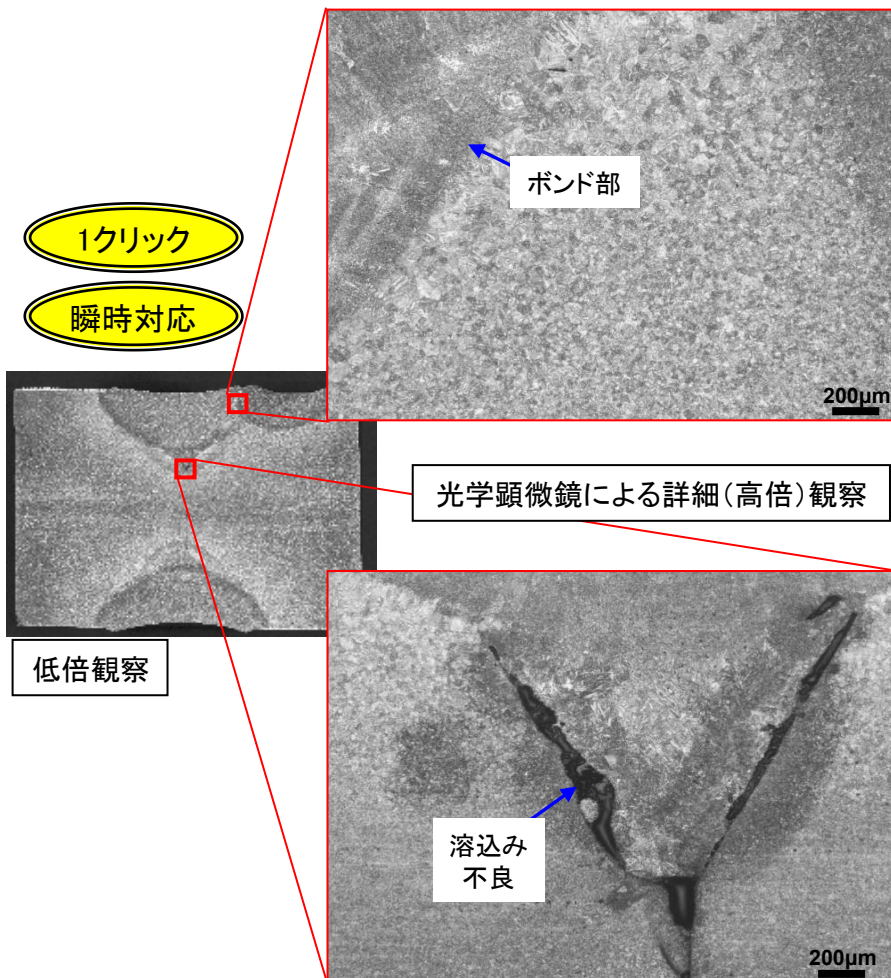 ボンド部
1クリック
瞬時対応
200μm
光学顕微鏡による詳細（高倍）観察
低倍観察
溶込み
不良
200μm